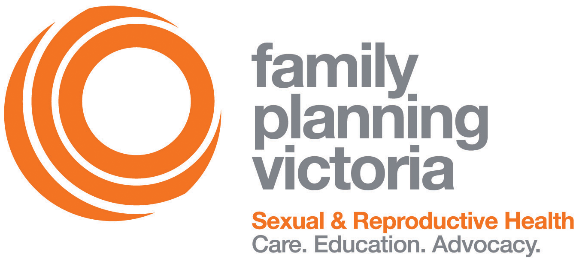 family
planning
victoria
Sexual & Reproductive Health
Care. Education. Advocacy.